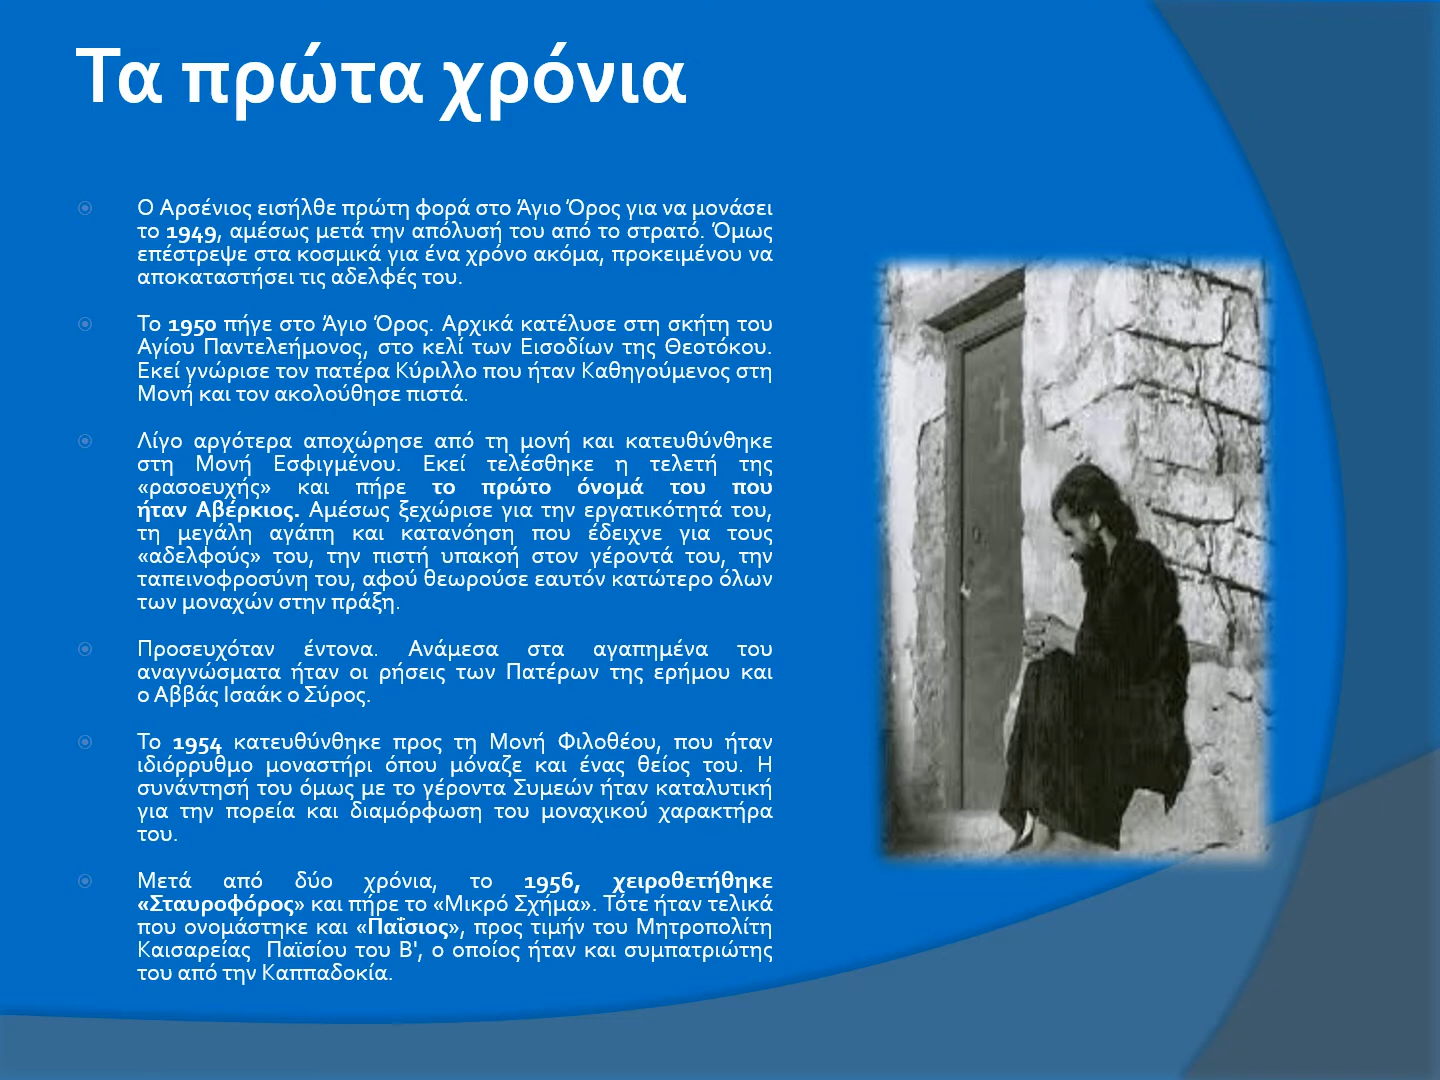 Τα πρώτα χρόνια
Ο Αρσένιος εισήλθε πρώτη φορά στο Άγιο Όρος για να μονάσει
το 1949, αμέσως μετά την απόλυσή του από το στρατό. Όμως
επέστρεψε στα κοσμικά για ένα χρόνο ακόμα, προκειμένου να
αποκαταστήσει τις αδελφές του.
Το 1950 πήγε στο Άγιο Όρος. Αρχικά κατέλυσε στη σκήτη του
Αγίου Παντελεήμονος, στο κελί των Εισοδίων της Θεοτόκου.
Εκεί γνώρισε τον πατέρα Κύριλλο που ήταν Καθηγούμενος στη
Μονή και τον ακολούθησε πιστά.
Λίγο αργότερα αποχώρησε από τη μονή και κατευθύνθηκε
στη Μονή Εσφιγμένου. Εκεί τελέσθηκε η τελετή της
«ρασοευχής» και πήρε το πρώτο όνομά του που
ήταν Αβέρκιος. Αμέσως ξεχώρισε για την εργατικότητά του,
τη μεγάλη αγάπη και κατανόηση που έδειχνε για τους
«αδελφούς» του, την πιστή υπακοή στον γέροντά του, την
ταπεινοφροσύνη του, αφού θεωρούσε εαυτόν κατώτερο όλων
των μοναχών στην πράξη.
Προσευχόταν έντονα. Ανάμεσα στα αγαπημένα του
αναγνώσματα ήταν οι ρήσεις των Πατέρων της ερήμου και
ο Αββάς Ισαάκ ο Σύρος.
Το 1954 κατευθύνθηκε προς τη Μονή Φιλοθέου, που ήταν
ιδιόρρυθμο μοναστήρι όπου μόναζε και ένας θείος του. Η
συνάντησή του όμως με το γέροντα Συμεών ήταν καταλυτική
για την πορεία και διαμόρφωση του μοναχικού χαρακτήρα
του.
Μετά από δύο χρόνια, το 1956, χειροθετήθηκε
«Σταυροφόρος» και πήρε το «Μικρό Σχήμα». Τότε ήταν τελικά
που ονομάστηκε και «Παΐσιος», προς τιμήν του Μητροπολίτη
Καισαρείας Παϊσίου του Β', ο οποίος ήταν και συμπατριώτης
του από την Καππαδοκία.